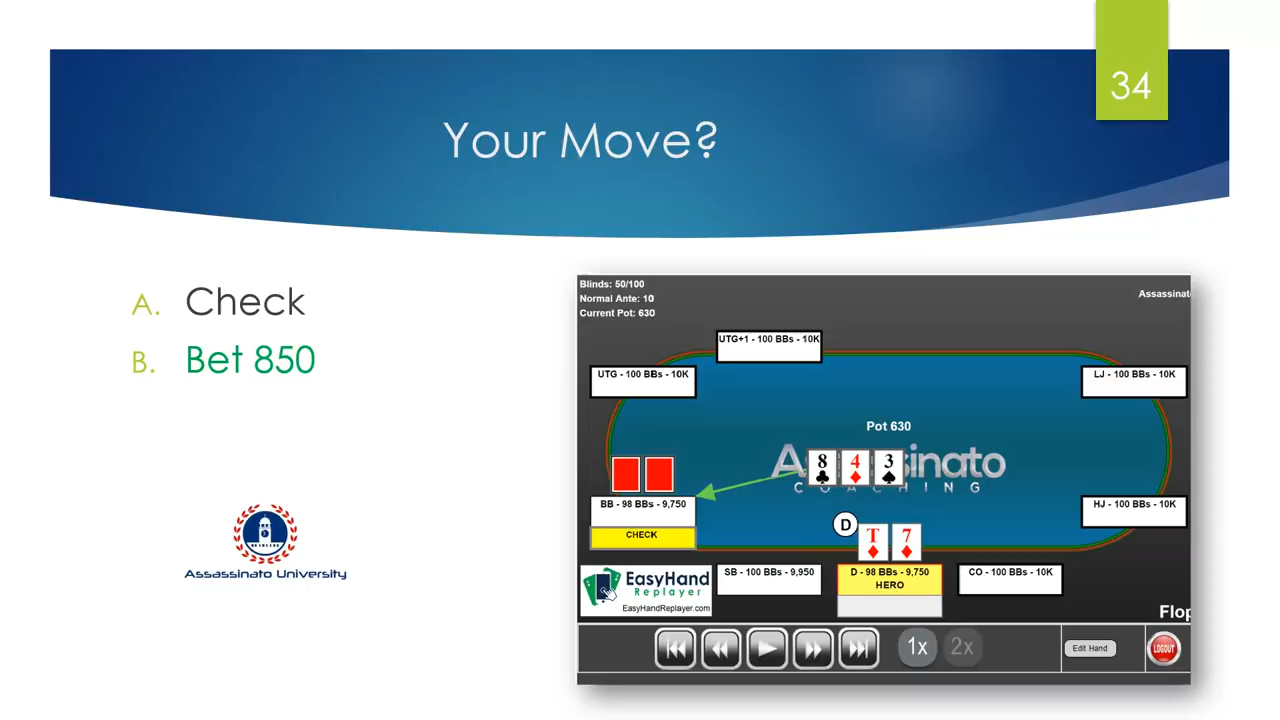 34
Your Move?
A. Check
B. Bet 850
Assassinato University
Blinds: 50/100
Normal Ante: 10
Current Pot: 630
Assassinat
UTG+1 - 100 BBs - 10K
UTG - 100 BBs - 10K
LJ - 100 BBs - 10K
Pot 630
8 4 3
COACHING
BB - 98 BBs - 9,750
CHECK
HJ - 100 BBs - 10K
D
T 7
EasyHand
Replayer
EasyHandReplayer.com
SB - 100 BBs - 9,950
D - 98 BBs - 9,750
HERO
CO - 100 BBs - 10K
Flop
1x
2x
Edit Hand
LOGOUT